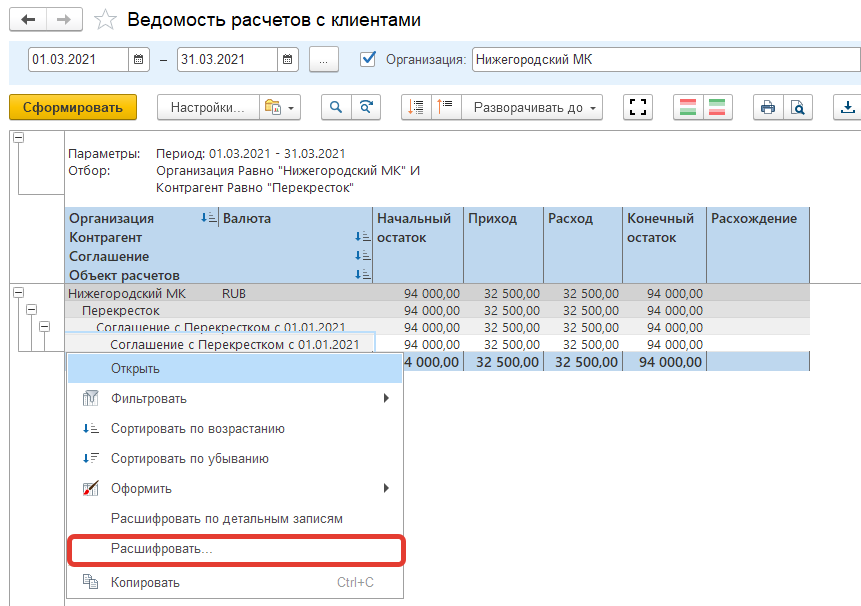 Ведомость расчетов с клиентами
01.03.2021 – 31.03.2021 ... Организация: Нижегородский МК
Сформировать Настройки... Разворачивать до
Параметры: Период: 01.03.2021 - 31.03.2021
Отбор: Организация Равно "Нижегородский МК" И
Контрагент Равно "Перекресток"
Организация Валюта Начальный остаток Приход Расход Конечный остаток Расхождение
Контрагент
Соглашение
Объект расчетов
Нижегородский МК RUB 94 000,00 32 500,00 32 500,00 94 000,00
Перекресток 94 000,00 32 500,00 32 500,00 94 000,00
Соглашение с Перекрестком с 01.01.2021 94 000,00 32 500,00 32 500,00 94 000,00
Соглашение с Перекрестком с 01.01.2021 94 000,00 32 500,00 32 500,00 94 000,00
4 000,00 32 500,00 32 500,00 94 000,00
Открыть
Фильтровать
Сортировать по возрастанию
Сортировать по убыванию
Оформить
Расшифровать по детальным записям
Расшифровать...
Копировать Ctrl+C